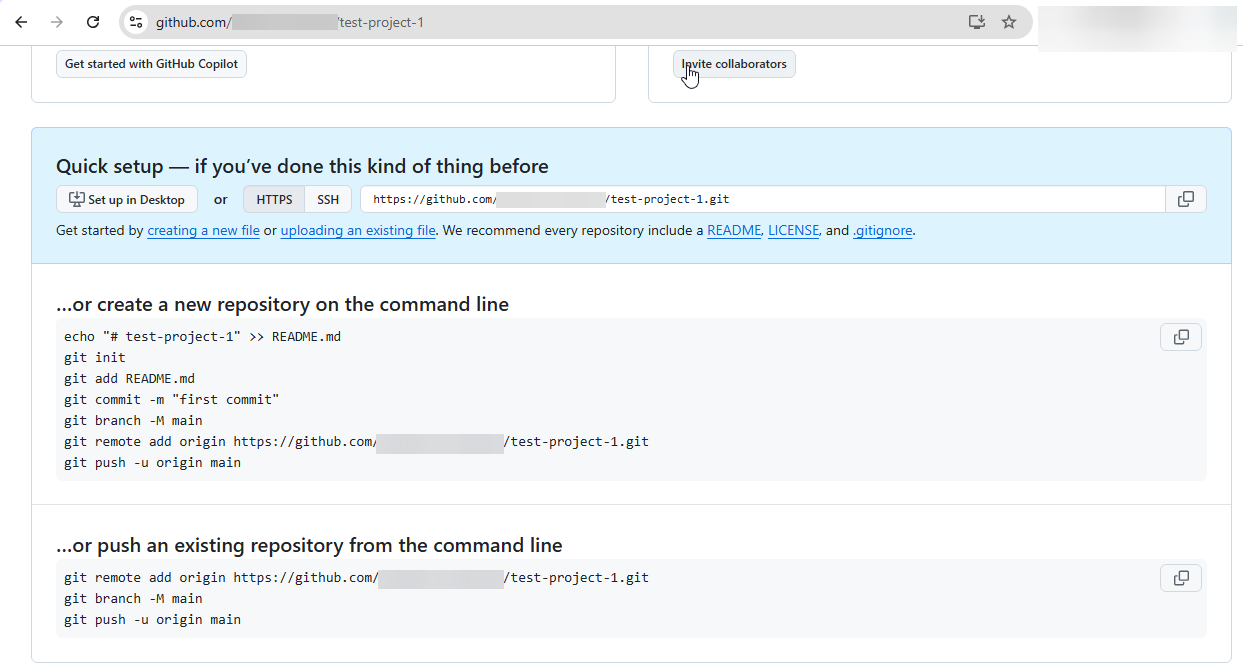 github.com/ /test-project-1
Get started with GitHub Copilot
Invite collaborators
Quick setup — if you’ve done this kind of thing before
Set up in Desktop or HTTPS SSH https://github.com/ /test-project-1.git
Get started by creating a new file or uploading an existing file. We recommend every repository include a README, LICENSE, and .gitignore.
…or create a new repository on the command line
echo "# test-project-1" >> README.md
git init
git add README.md
git commit -m "first commit"
git branch -M main
git remote add origin https://github.com/ /test-project-1.git
git push -u origin main
…or push an existing repository from the command line
git remote add origin https://github.com/ /test-project-1.git
git branch -M main
git push -u origin main